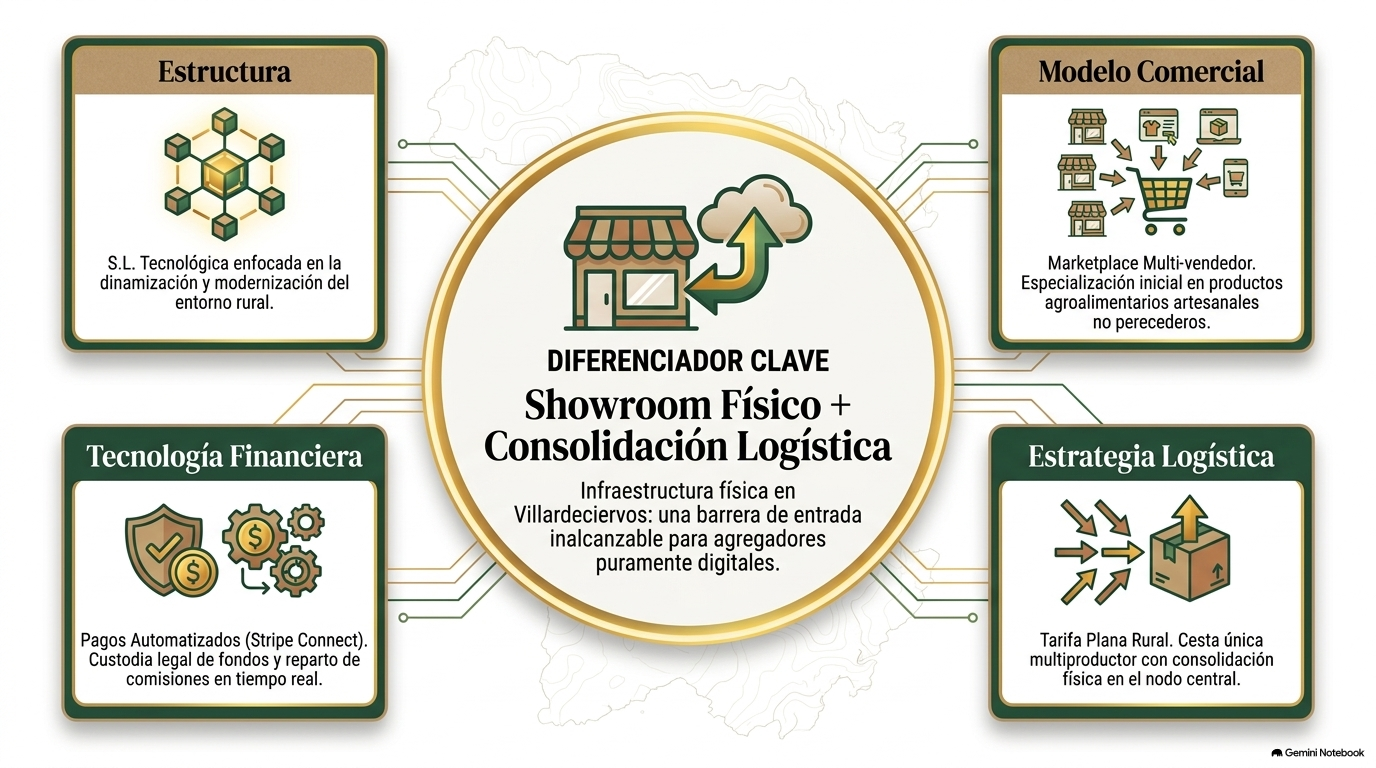 Estructura
S.L. Tecnológica enfocada en la
dinamización y modernización del
entorno rural.
Modelo Comercial
Marketplace Multi-vendedor.
Especialización inicial en productos
agroalimentarios artesanales
no perecederos.
DIFERENCIADOR CLAVE
Showroom Físico +
Consolidación Logística
Infraestructura física en
Villardeciervos: una barrera de entrada
inalcanzable para agregadores
puramente digitales.
Tecnología Financiera
$
$
$
Pagos Automatizados (Stripe Connect).
Custodia legal de fondos y reparto de
comisiones en tiempo real.
Estrategia Logística
Tarifa Plana Rural. Cesta única
multiproductor con consolidación
física en el nodo central.
Gemini Notebook